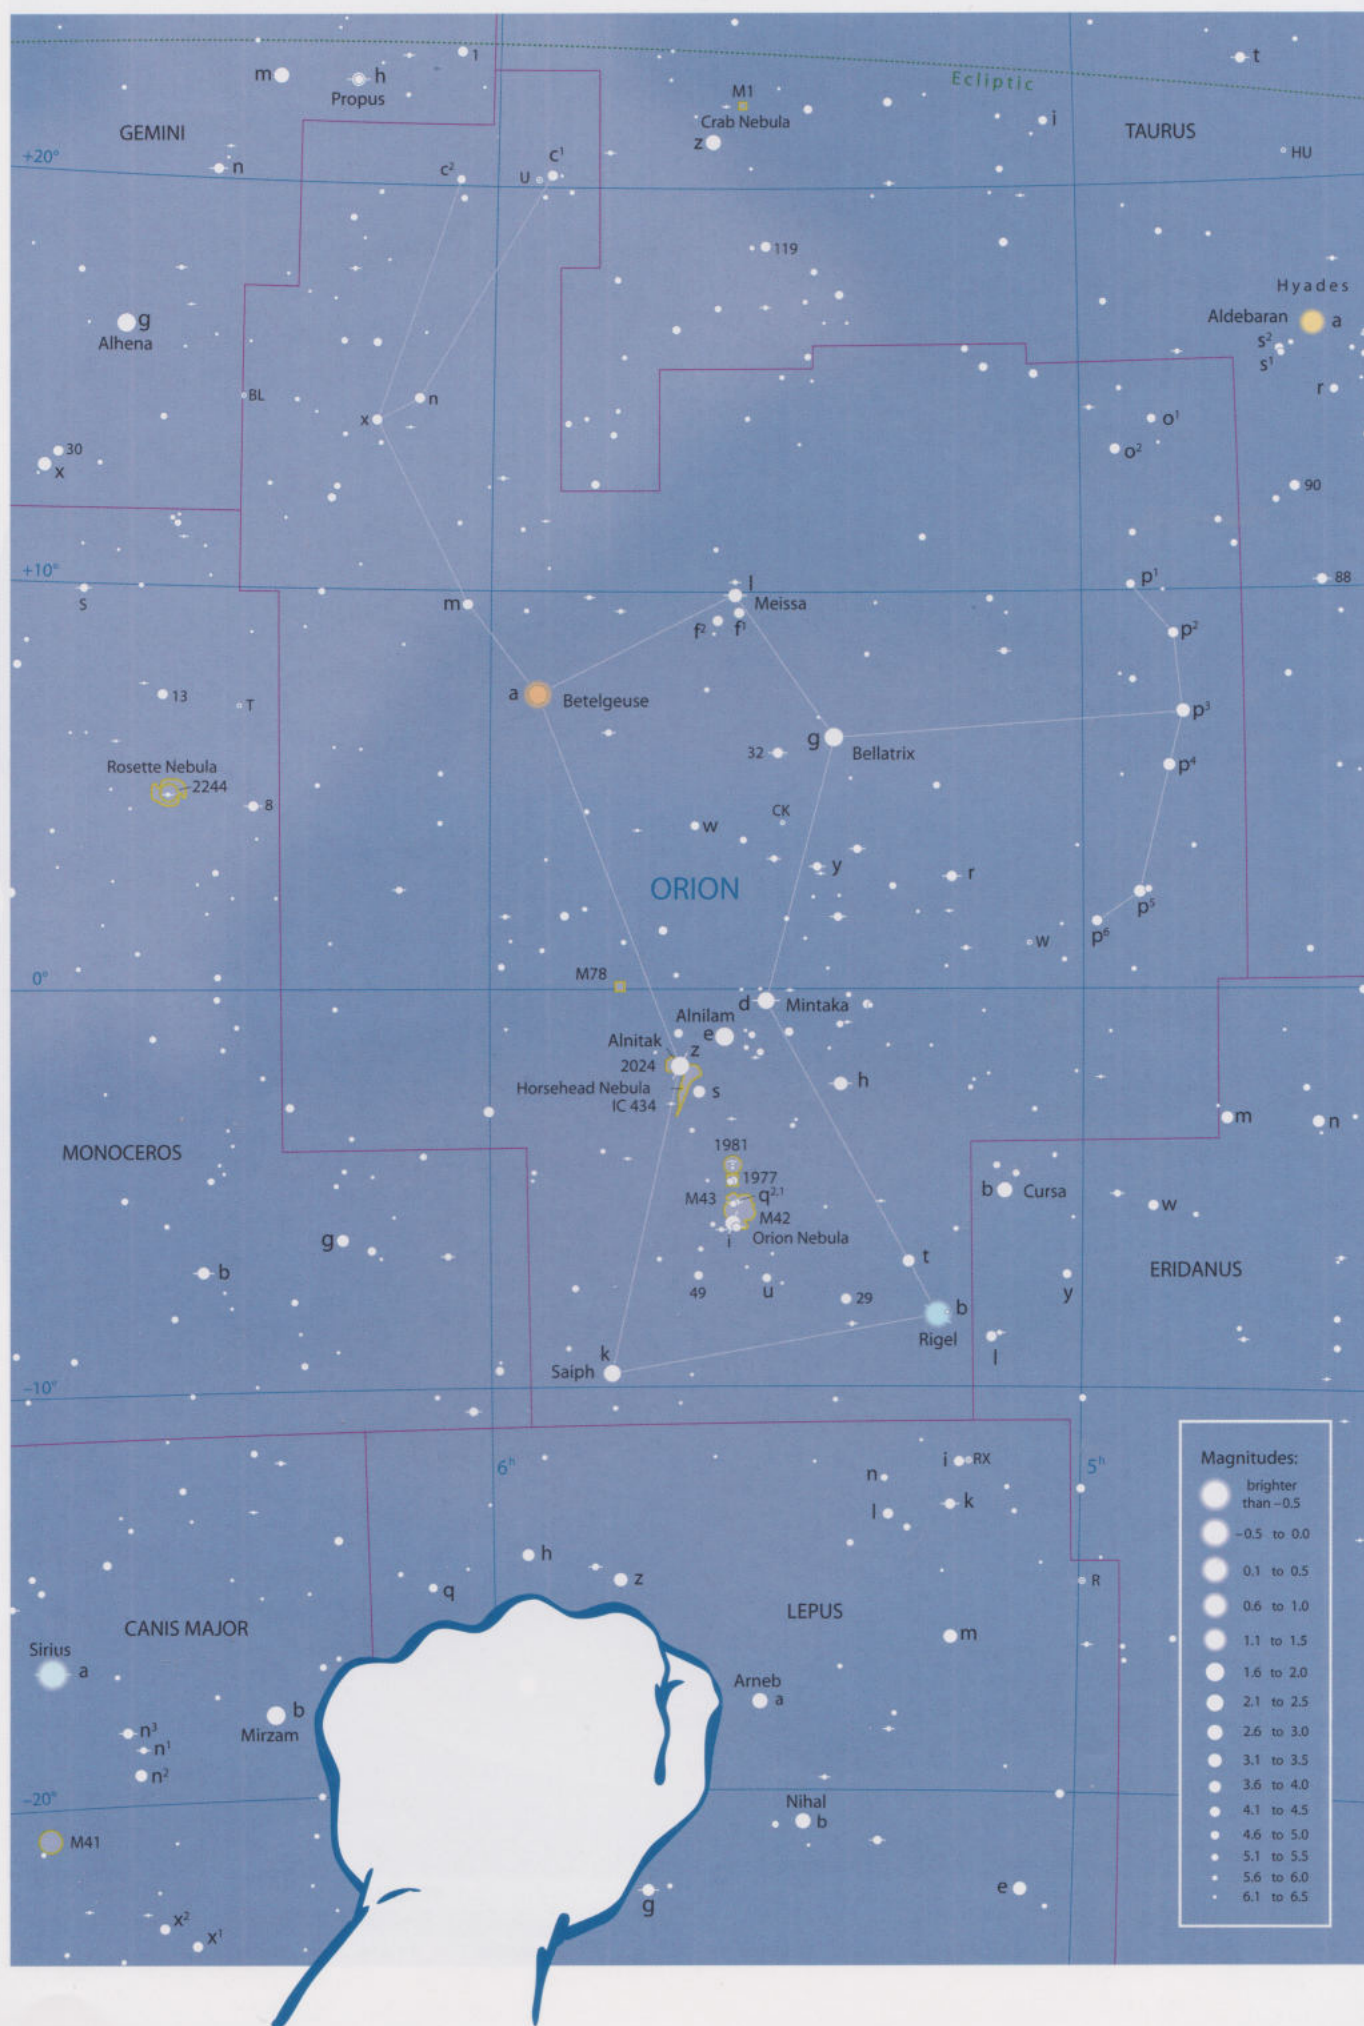 1
t
m
h
Propus
Ecliptic
M1
Crab Nebula
i
GEMINI
z
TAURUS
HU
+20°
n
c²
U
c¹
119
Hyades
Aldebaran
a
g
Alhena
s²
s¹
r
BL
n
x
o¹
o²
30
x
90
+10°
S
m
l
Meissa
f²
f¹
p¹
88
p²
a
Betelgeuse
13
T
p³
g
Bellatrix
32
p⁴
Rosette Nebula
2244
8
CK
w
y
r
ORION
p⁵
p⁶
W
0°
M78
d
Mintaka
Alnilam
e
Alnitak
z
2024
Horsehead Nebula
s
h
IC 434
m
n
MONOCEROS
1981
1977
M43
q²,¹
M42
i
Orion Nebula
b
Cursa
w
g
b
t
ERIDANUS
49
u
29
b
Rigel
y
l
k
Saiph
–10°
6ʰ
5ʰ
i
RX
n
k
l
h
z
q
R
LEPUS
CANIS MAJOR
m
Sirius
a
Arneb
a
b
Mirzam
n³
n¹
n²
–20°
Nihal
b
M41
g
e
x²
x¹
Magnitudes:
brighter
than –0.5
–0.5 to 0.0
0.1 to 0.5
0.6 to 1.0
1.1 to 1.5
1.6 to 2.0
2.1 to 2.5
2.6 to 3.0
3.1 to 3.5
3.6 to 4.0
4.1 to 4.5
4.6 to 5.0
5.1 to 5.5
5.6 to 6.0
6.1 to 6.5